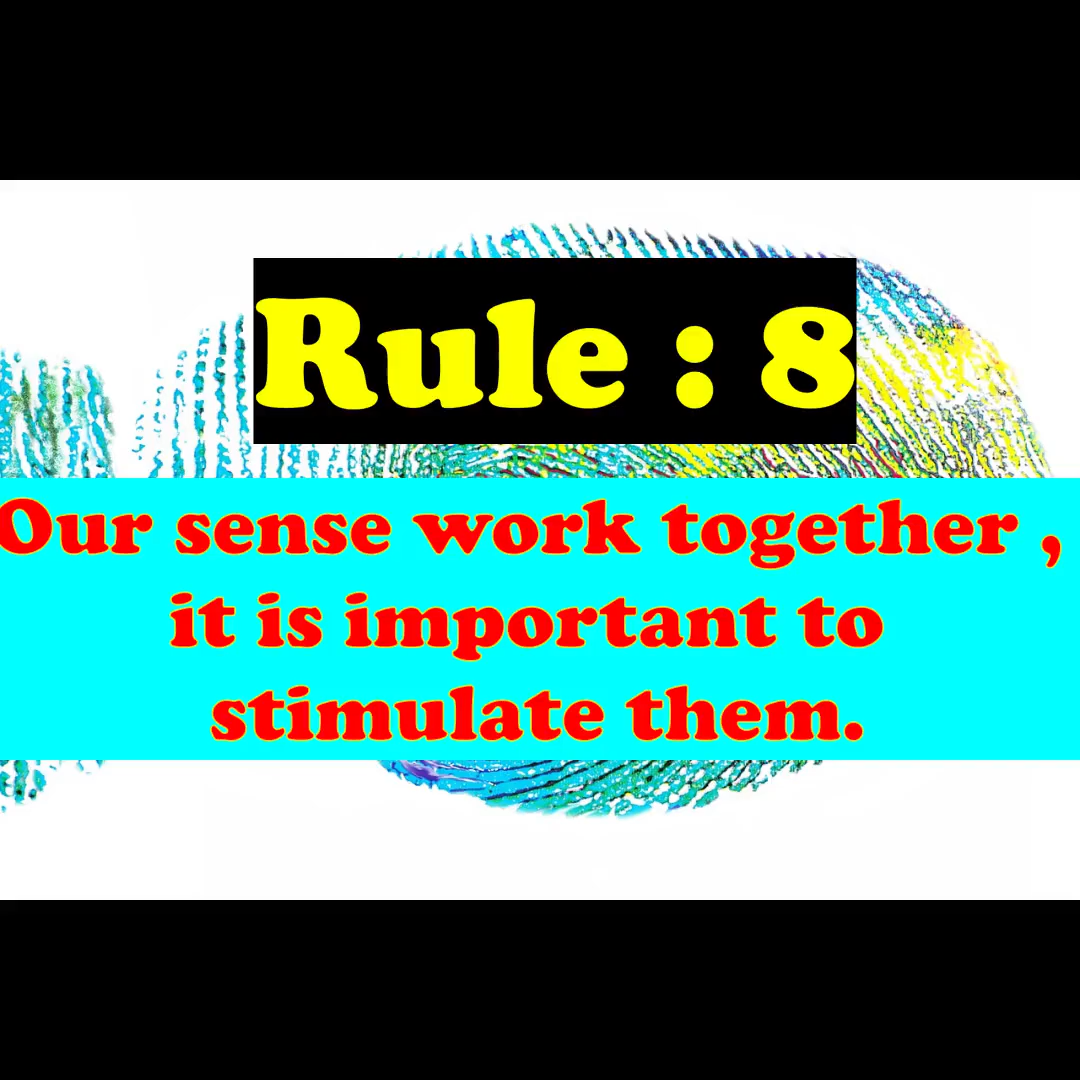 Rule : 8
Our sense work together ,
it is important to
stimulate them.